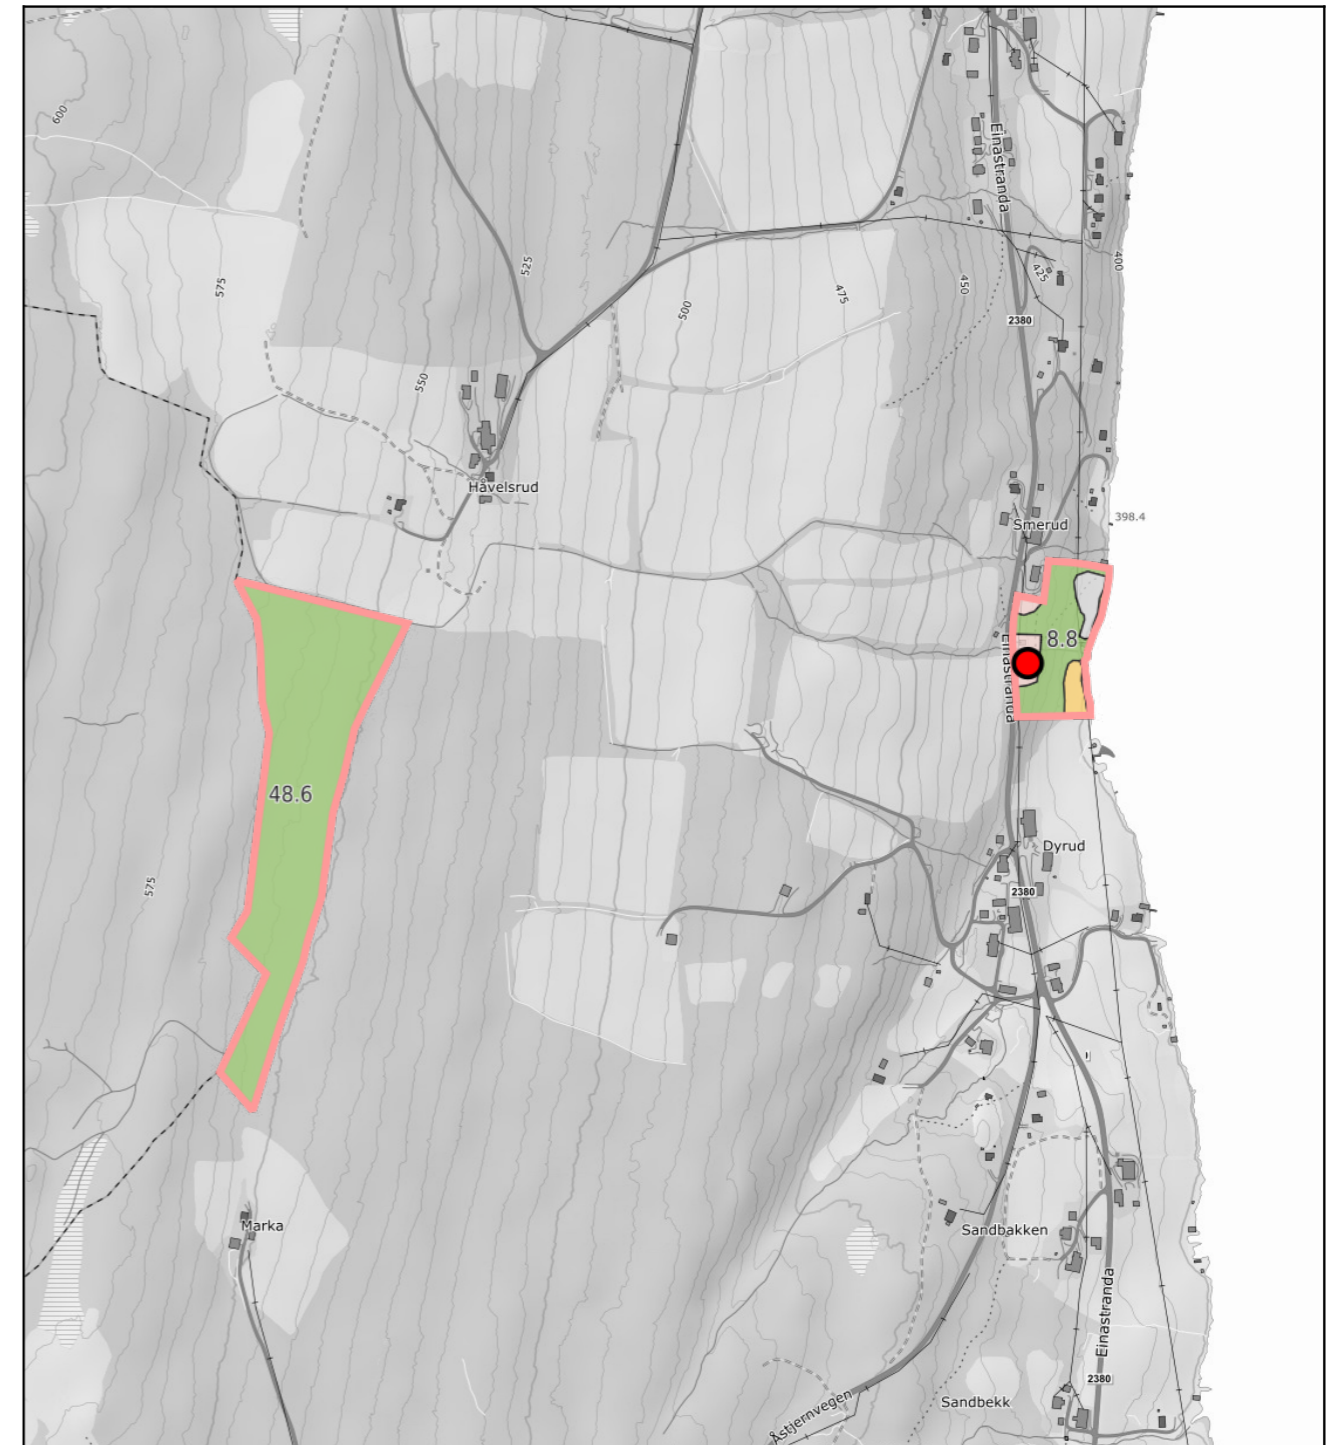 600
Einastranda
575
525
500
475
450
425
400
2380
550
Håvelsrud
398.4
Smerud
8.8
Einastranda
48.6
575
Dyrud
2380
Marka
Sandbakken
Einastranda
2380
Åstjernvegen
Sandbekk